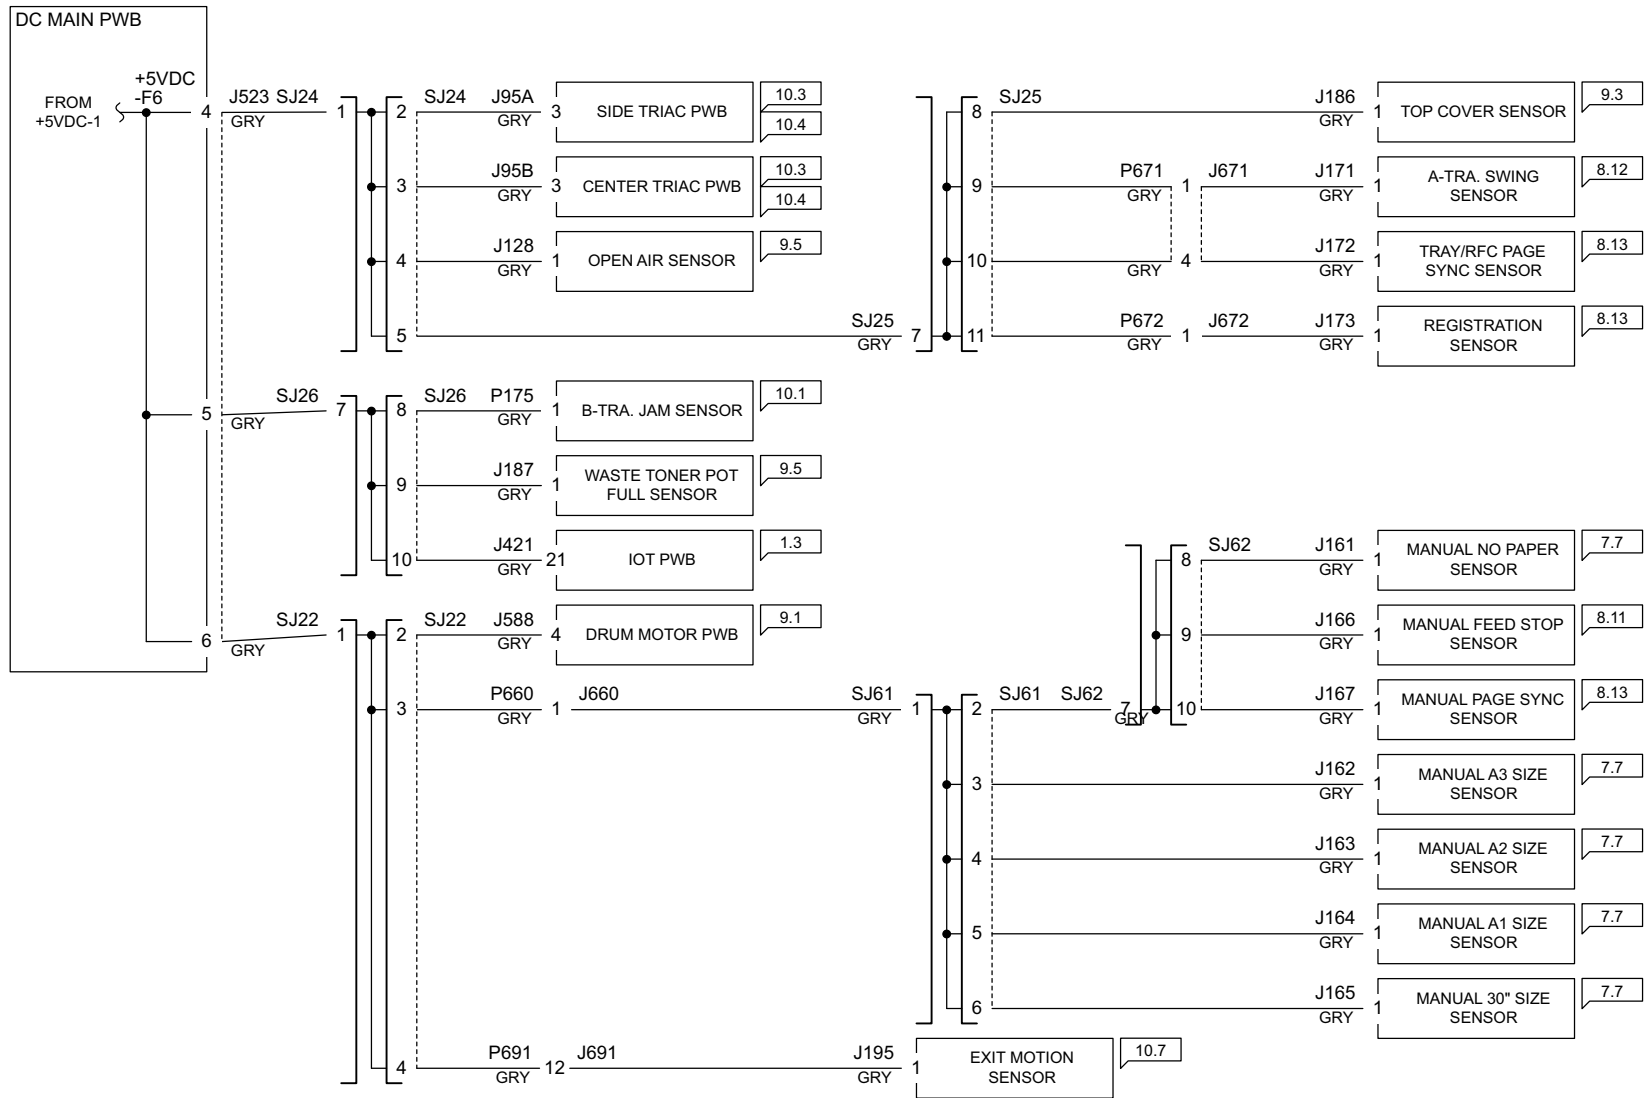 DC MAIN PWB
+5VDC
-F6
FROM
+5VDC-1
4 J523 SJ24 1 2 SJ24 J95A 3 SIDE TRIAC PWB 10.3
GRY GRY 10.4
3 J95B 3 CENTER TRIAC PWB 10.3
GRY 10.4
4 J128 1 OPEN AIR SENSOR 9.5
GRY
5 SJ25 7
GRY
8 SJ25 J186 1 TOP COVER SENSOR 9.3
GRY
9 P671 1 J671 J171 1 A-TRA. SWING 8.12
GRY GRY SENSOR
10 4 J172 1 TRAY/RFC PAGE 8.13
GRY GRY SYNC SENSOR
11 P672 1 J672 J173 1 REGISTRATION 8.13
GRY GRY SENSOR
5 SJ26 7 8 SJ26 P175 1 B-TRA. JAM SENSOR 10.1
GRY GRY
9 J187 1 WASTE TONER POT 9.5
GRY FULL SENSOR
10 J421 21 IOT PWB 1.3
GRY
6 SJ22 1 2 SJ22 J588 4 DRUM MOTOR PWB 9.1
GRY GRY
3 P660 1 J660 SJ61 1 2 SJ61 SJ62 7
GRY GRY GRY
8 SJ62 J161 1 MANUAL NO PAPER 7.7
GRY SENSOR
9 J166 1 MANUAL FEED STOP 8.11
GRY SENSOR
10 J167 1 MANUAL PAGE SYNC 8.13
GRY SENSOR
3 J162 1 MANUAL A3 SIZE 7.7
GRY SENSOR
4 J163 1 MANUAL A2 SIZE 7.7
GRY SENSOR
5 J164 1 MANUAL A1 SIZE 7.7
GRY SENSOR
6 J165 1 MANUAL 30" SIZE 7.7
GRY SENSOR
4 P691 12 J691 J195 1 EXIT MOTION 10.7
GRY GRY SENSOR